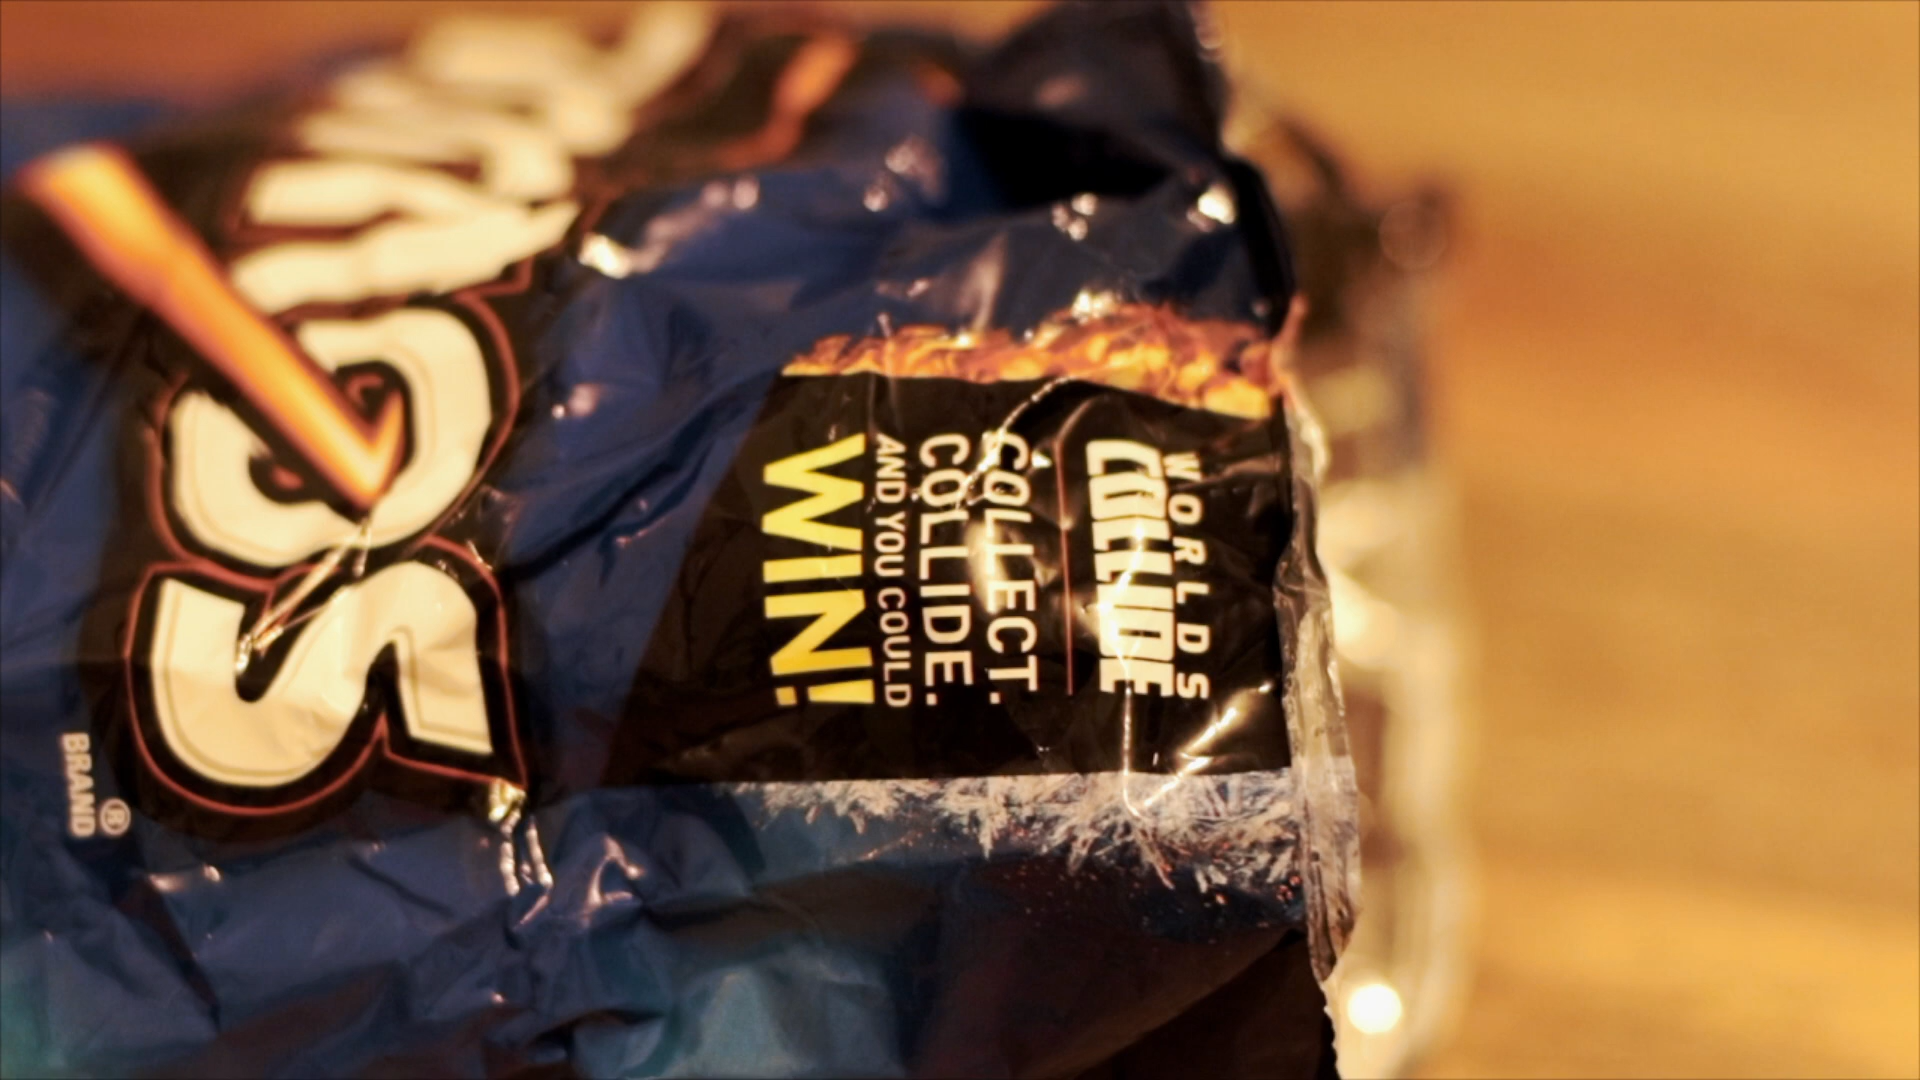 WORLDS
COLLIDE
COLLECT.
COLLIDE.
AND YOU COULD
WIN!
BRAND ®